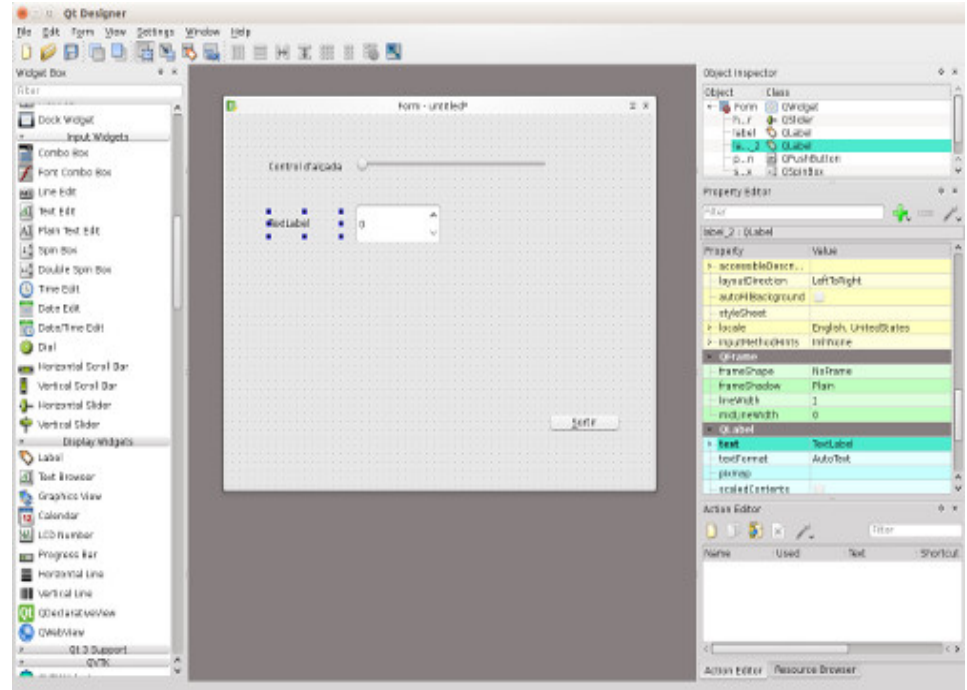 Qt Designer
File Edit Form View Settings Window Help
Widget Box
Filter
Dock Widget
Input Widgets
Combo Box
Font Combo Box
Line Edit
Text Edit
Plain Text Edit
Spin Box
Double Spin Box
Time Edit
Date Edit
Date/Time Edit
Dial
Horizontal Scroll Bar
Vertical Scroll Bar
Horizontal Slider
Vertical Slider
Display Widgets
Label
Text Browser
Graphics View
Calendar
LCD Number
Progress Bar
Horizontal Line
Vertical Line
QDeclarativeView
QWebView
Qt 3 Support
QVTK
Form - untitled*
Control d'alçada
TextLabel
0
Sortir
Object Inspector
Object Class
Form QWidget
h...r QSlider
label QLabel
la..._2 QLabel
p...n QPushButton
s...x QSpinBox
Property Editor
Filter
label_2 : QLabel
Property Value
accessibleDescr...
layoutDirection LeftToRight
autoFillBackground
styleSheet
locale English, UnitedStates
inputMethodHints ImhNone
QFrame
frameShape NoFrame
frameShadow Plain
lineWidth 1
midLineWidth 0
QLabel
text TextLabel
textFormat AutoText
pixmap
scaledContents
Action Editor
Filter
Name Used Text Shortcut
Action Editor Resource Browser